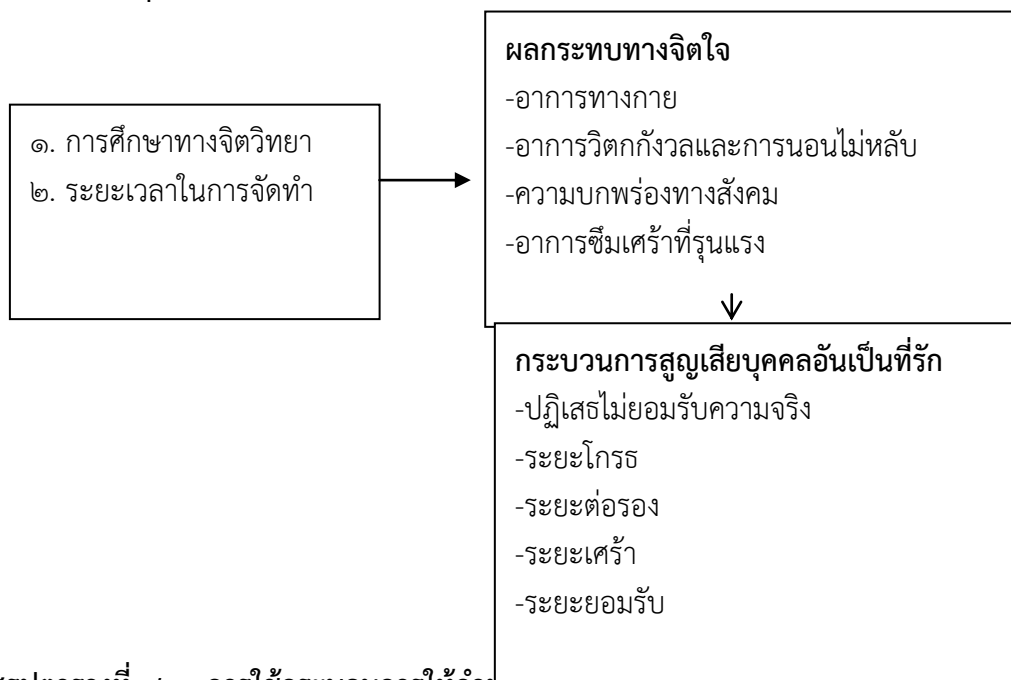 ๑. การศึกษาทางจิตวิทยา
๒. ระยะเวลาในการจัดทำ
ผลกระทบทางจิตใจ
-อาการทางกาย
-อาการวิตกกังวลและการนอนไม่หลับ
-ความบกพร่องทางสังคม
-อาการซึมเศร้าที่รุนแรง
กระบวนการสูญเสียบุคคลอันเป็นที่รัก
-ปฏิเสธไม่ยอมรับความจริง
-ระยะโกรธ
-ระยะต่อรอง
-ระยะเศร้า
-ระยะยอมรับ